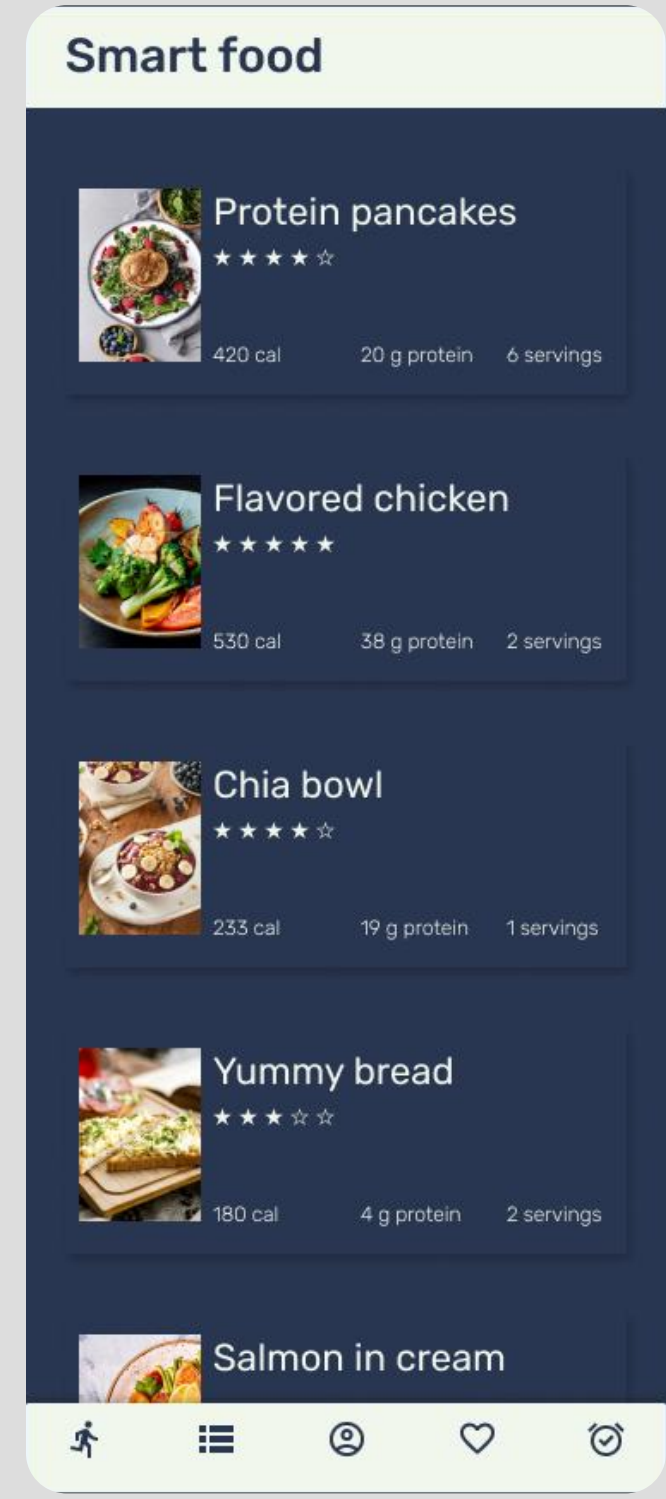 Smart food
Protein pancakes
★ ★ ★ ★ ☆
420 cal 20 g protein 6 servings
Flavored chicken
★ ★ ★ ★ ★
530 cal 38 g protein 2 servings
Chia bowl
★ ★ ★ ★ ☆
233 cal 19 g protein 1 servings
Yummy bread
★ ★ ★ ☆ ☆
180 cal 4 g protein 2 servings
Salmon in cream